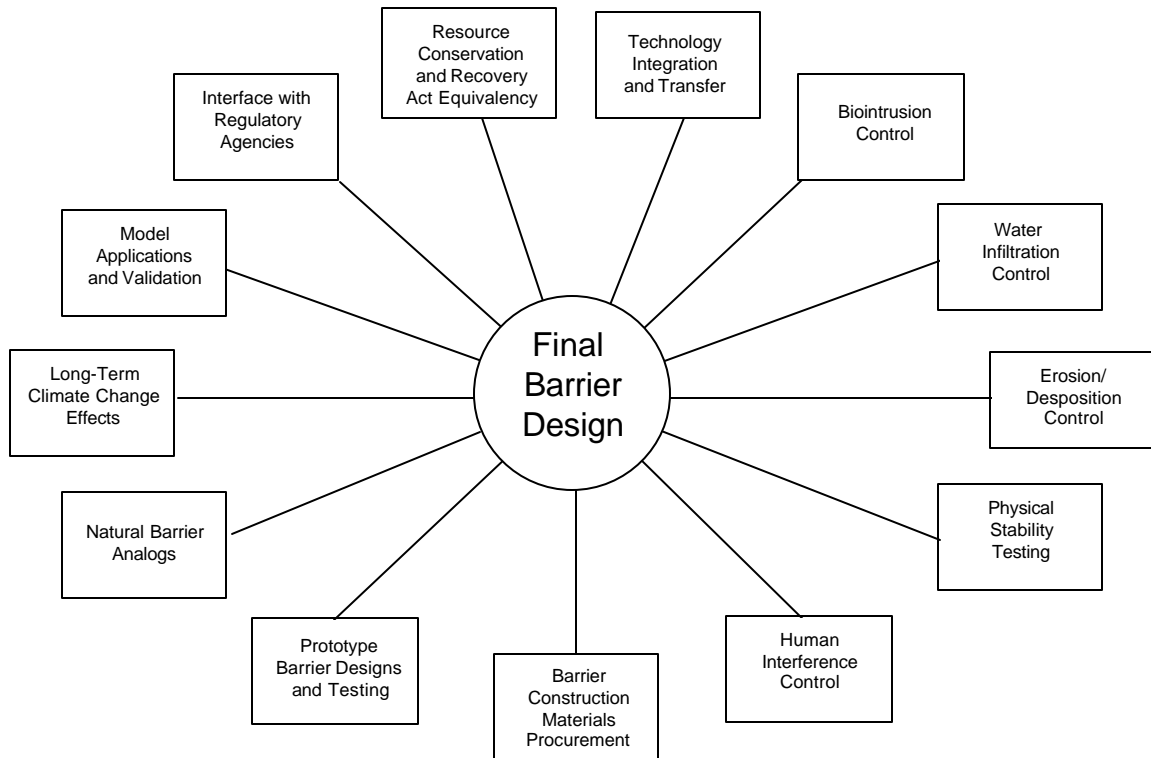 Resource
Conservation
and Recovery
Act Equivalency
Technology
Integration
and Transfer
Interface with
Regulatory
Agencies
Biointrusion
Control
Model
Applications
and Validation
Water
Infiltration
Control
Final
Barrier
Design
Long-Term
Climate Change
Effects
Erosion/
Desposition
Control
Natural Barrier
Analogs
Physical
Stability
Testing
Prototype
Barrier Designs
and Testing
Barrier
Construction
Materials
Procurement
Human
Interference
Control